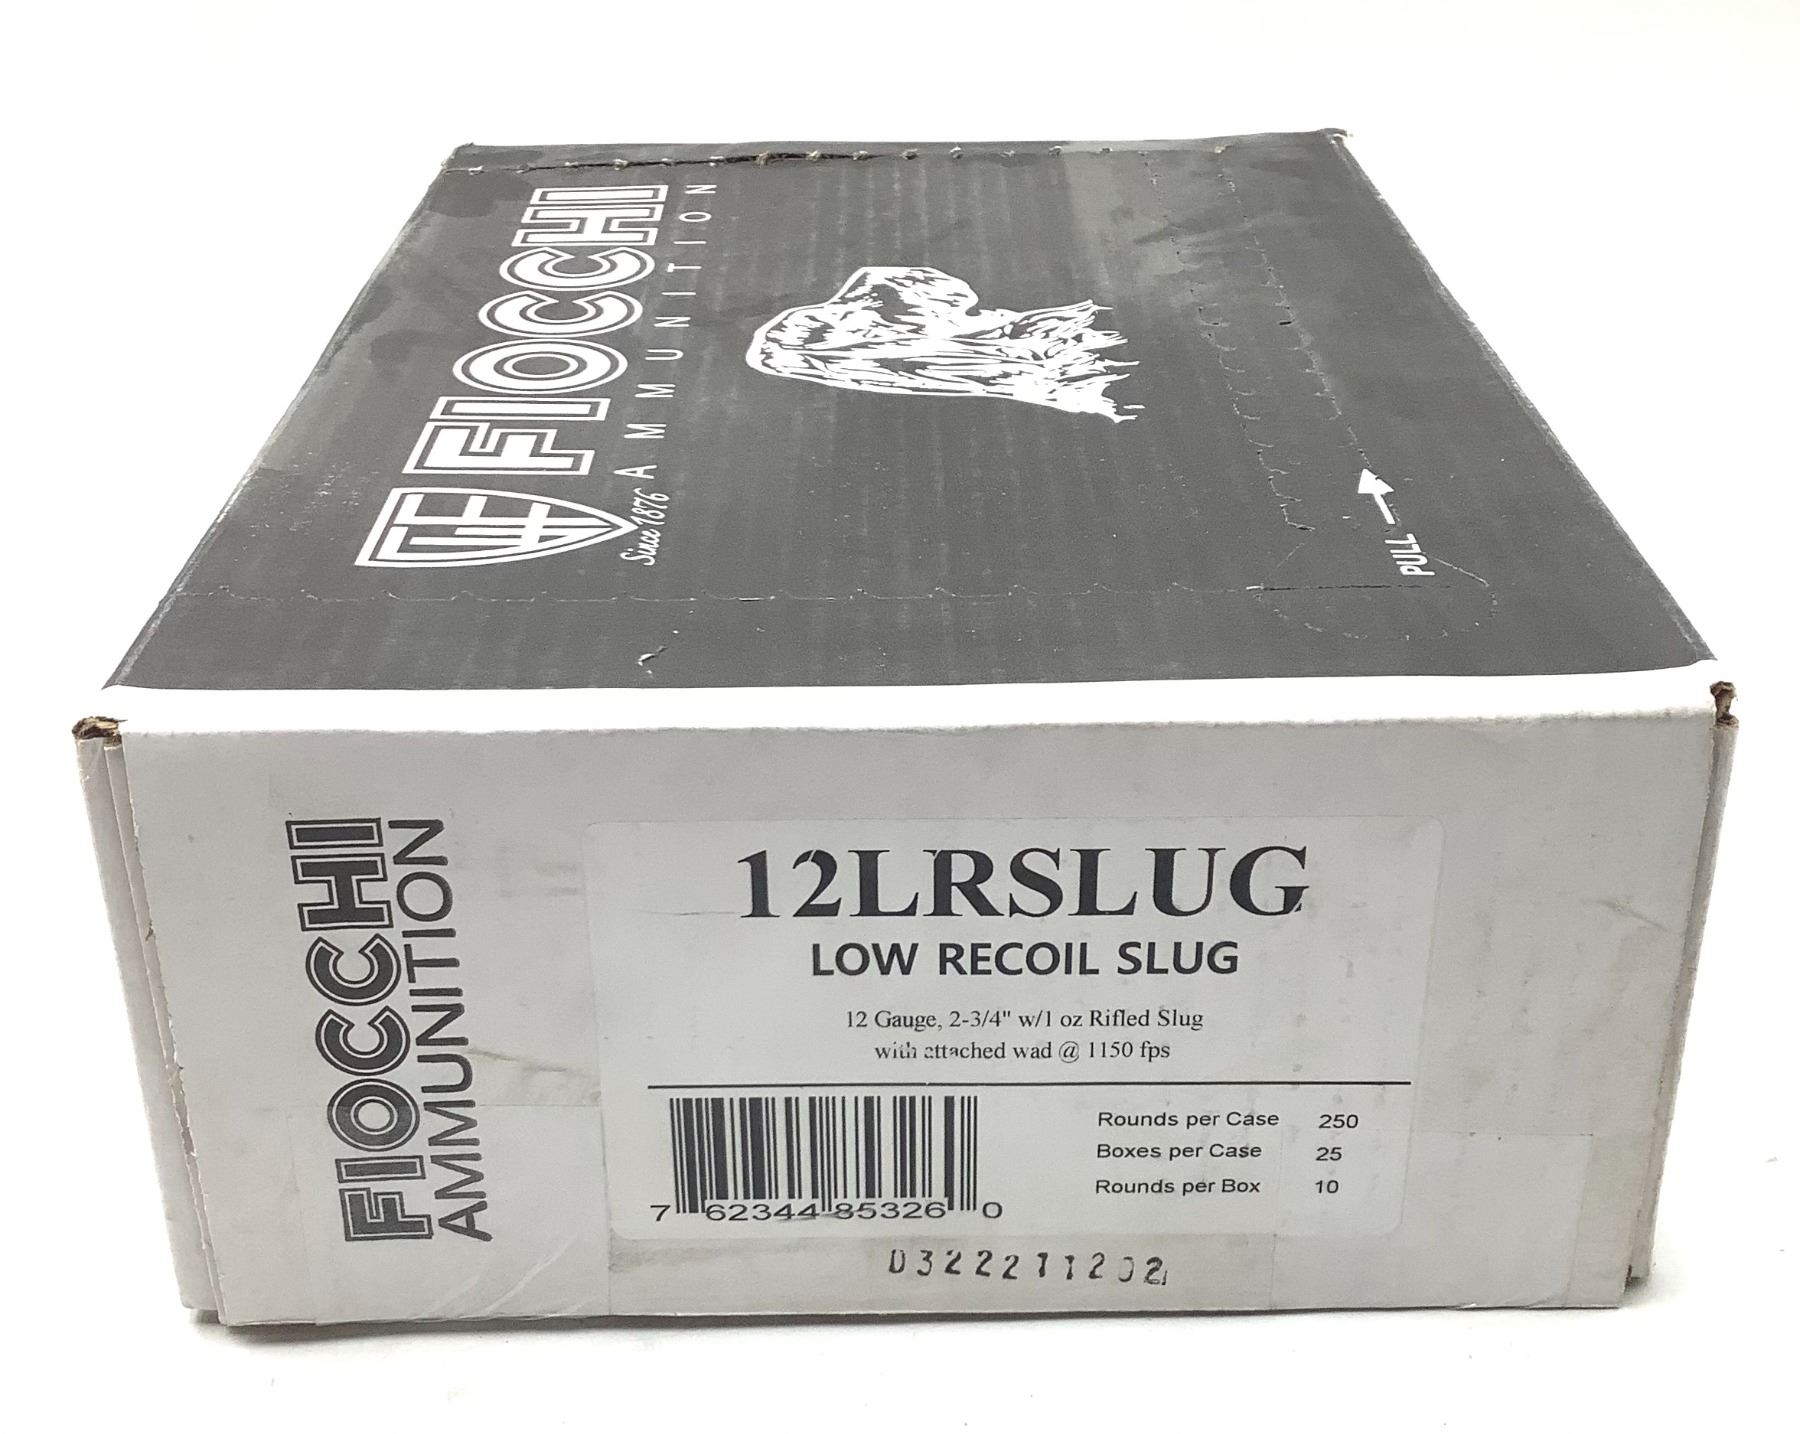 FIOCCHI
AMMUNITION
Since 1876
PULL
FIOCCHI
AMMUNITION
12LRSLUG
LOW RECOIL SLUG
12 Gauge, 2-3/4" w/1 oz Rifled Slug
with attached wad @ 1150 fps
Rounds per Case 250
Boxes per Case 25
Rounds per Box 10
7 62344 85326 0
0322211202